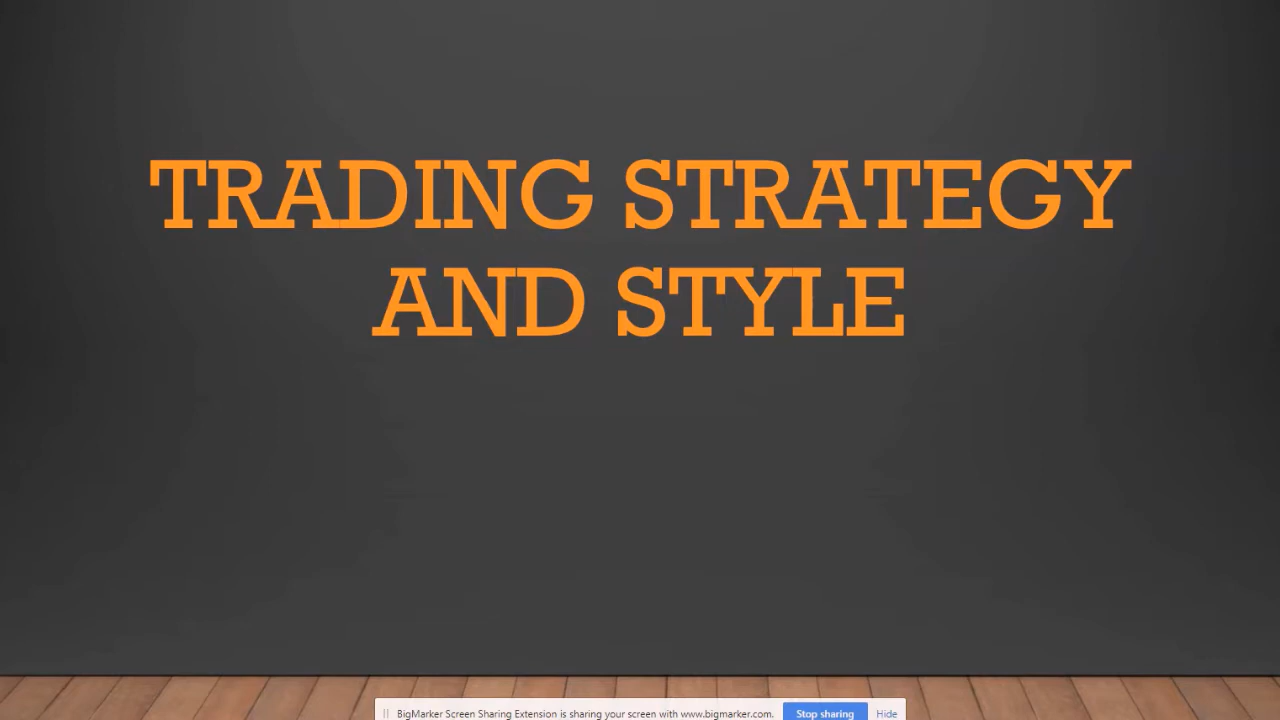 TRADING STRATEGY
AND STYLE
BigMarker Screen Sharing Extension is sharing your screen with www.bigmarker.com. Stop sharing Hide